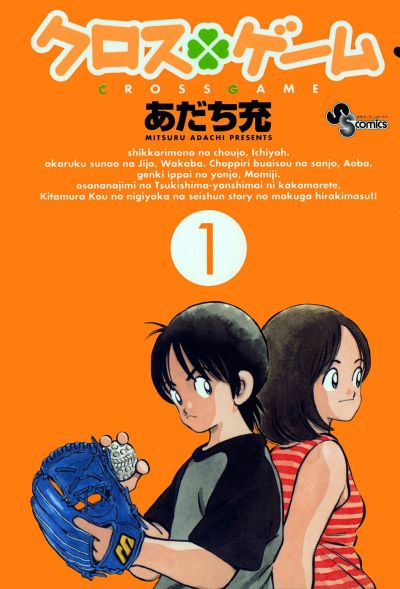 クロス ゲーム
CROSS GAME
あだち充
MITSURU ADACHI PRESENTS
S comics
shikkarimono no choujo, Ichiyoh.
akaruku sunao na Jijo, Wakaba. Choppiri buaisou na sanjo, Aoba.
genki ippai no yonjo, Momiji.
osananajimi no Tsukishima-yonshimai ni kakomarete,
Kitamura Kou no nigiyaka na seishun story no makuga hirakimasu!!
1